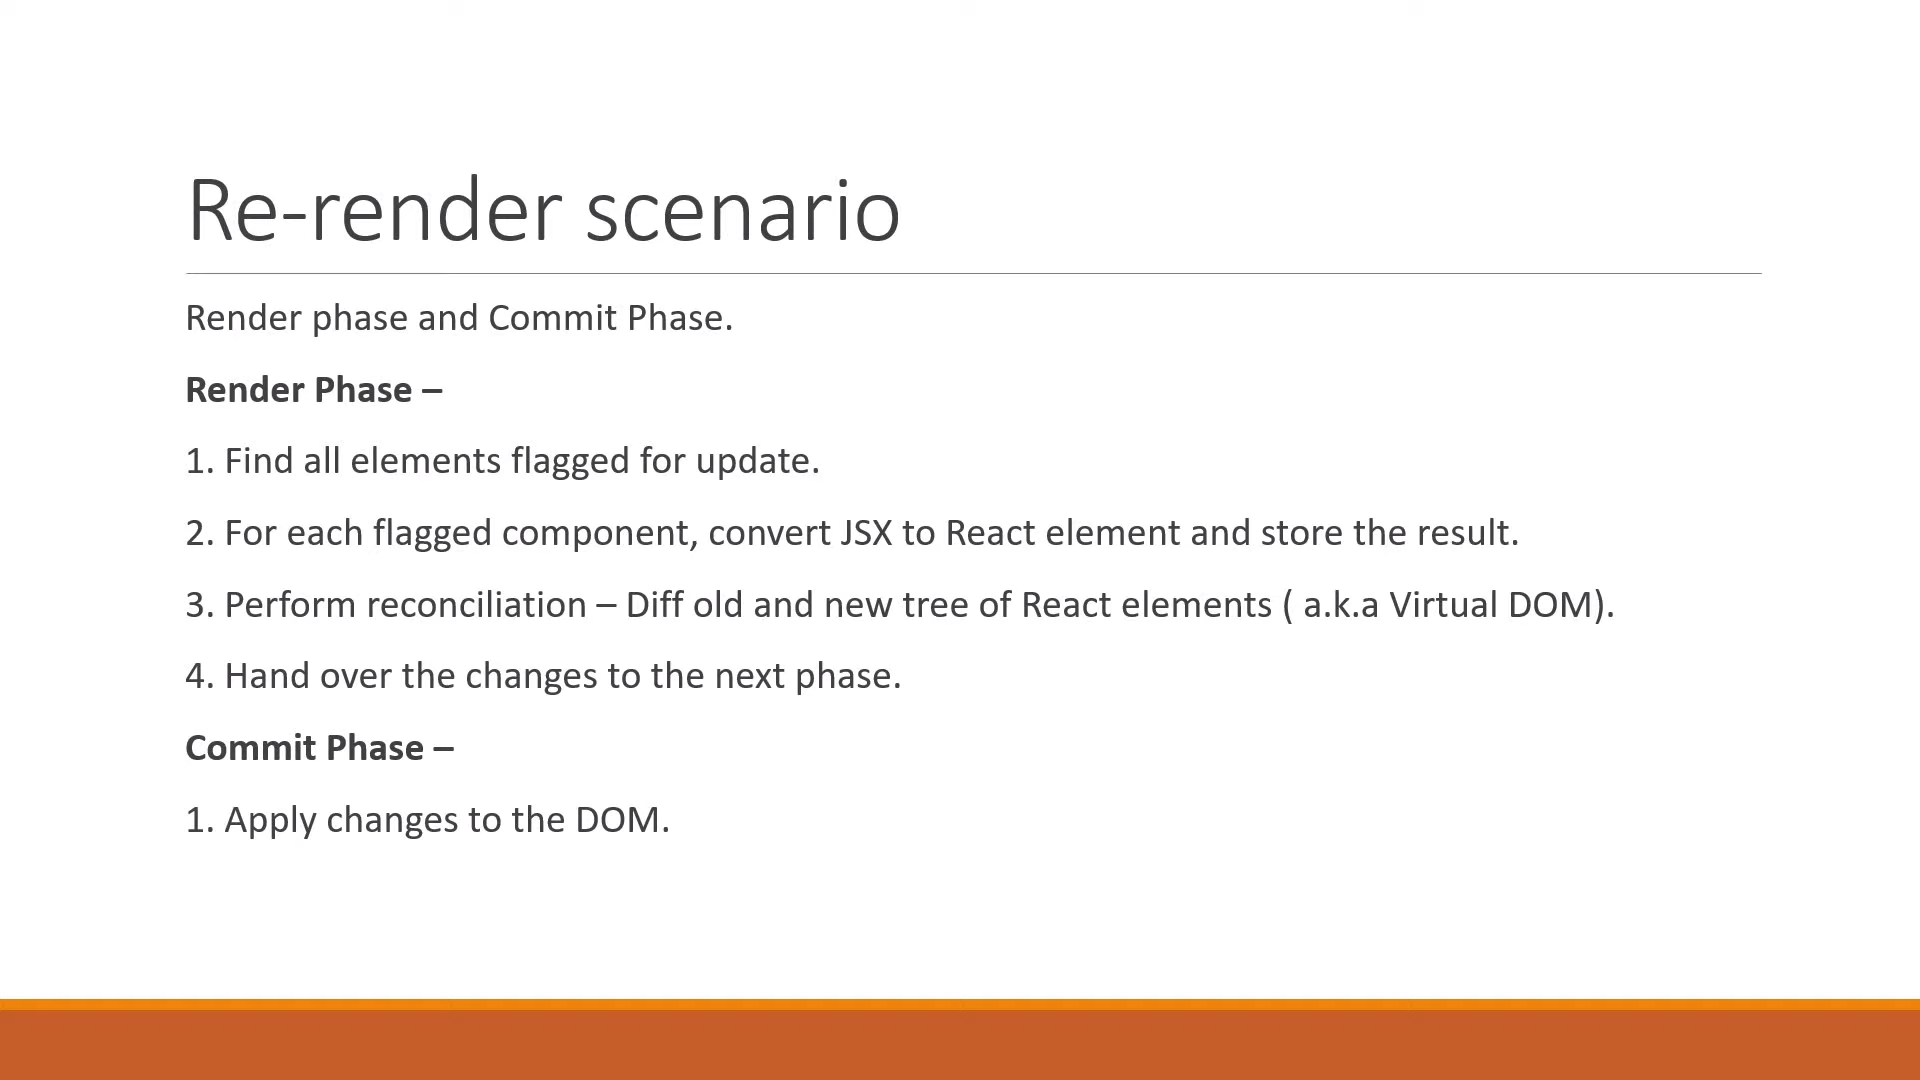 Re-render scenario
Render phase and Commit Phase.
Render Phase –
1. Find all elements flagged for update.
2. For each flagged component, convert JSX to React element and store the result.
3. Perform reconciliation – Diff old and new tree of React elements ( a.k.a Virtual DOM).
4. Hand over the changes to the next phase.
Commit Phase –
1. Apply changes to the DOM.